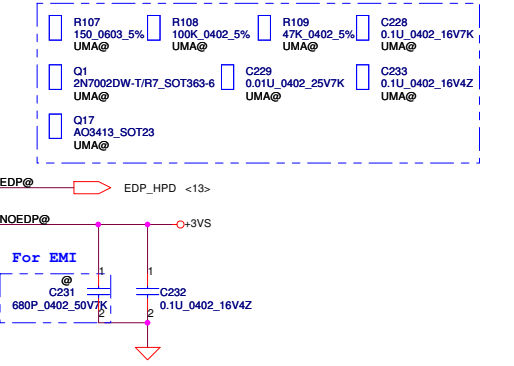 R107 R108 R109 C228
150_0603_5% 100K_0402_5% 47K_0402_5% 0.1U_0402_16V7K
UMA@ UMA@ UMA@ UMA@
Q1 C229 C233
2N7002DW-T/R7_SOT363-6 0.01U_0402_25V7K 0.1U_0402_16V4Z
UMA@ UMA@ UMA@
Q17
AO3413_SOT23
UMA@
EDP@ EDP_HPD <13>
NOEDP@ +3VS
For EMI
1 1
@
C231 C232
680P_0402_50V7K 0.1U_0402_16V4Z
2 2